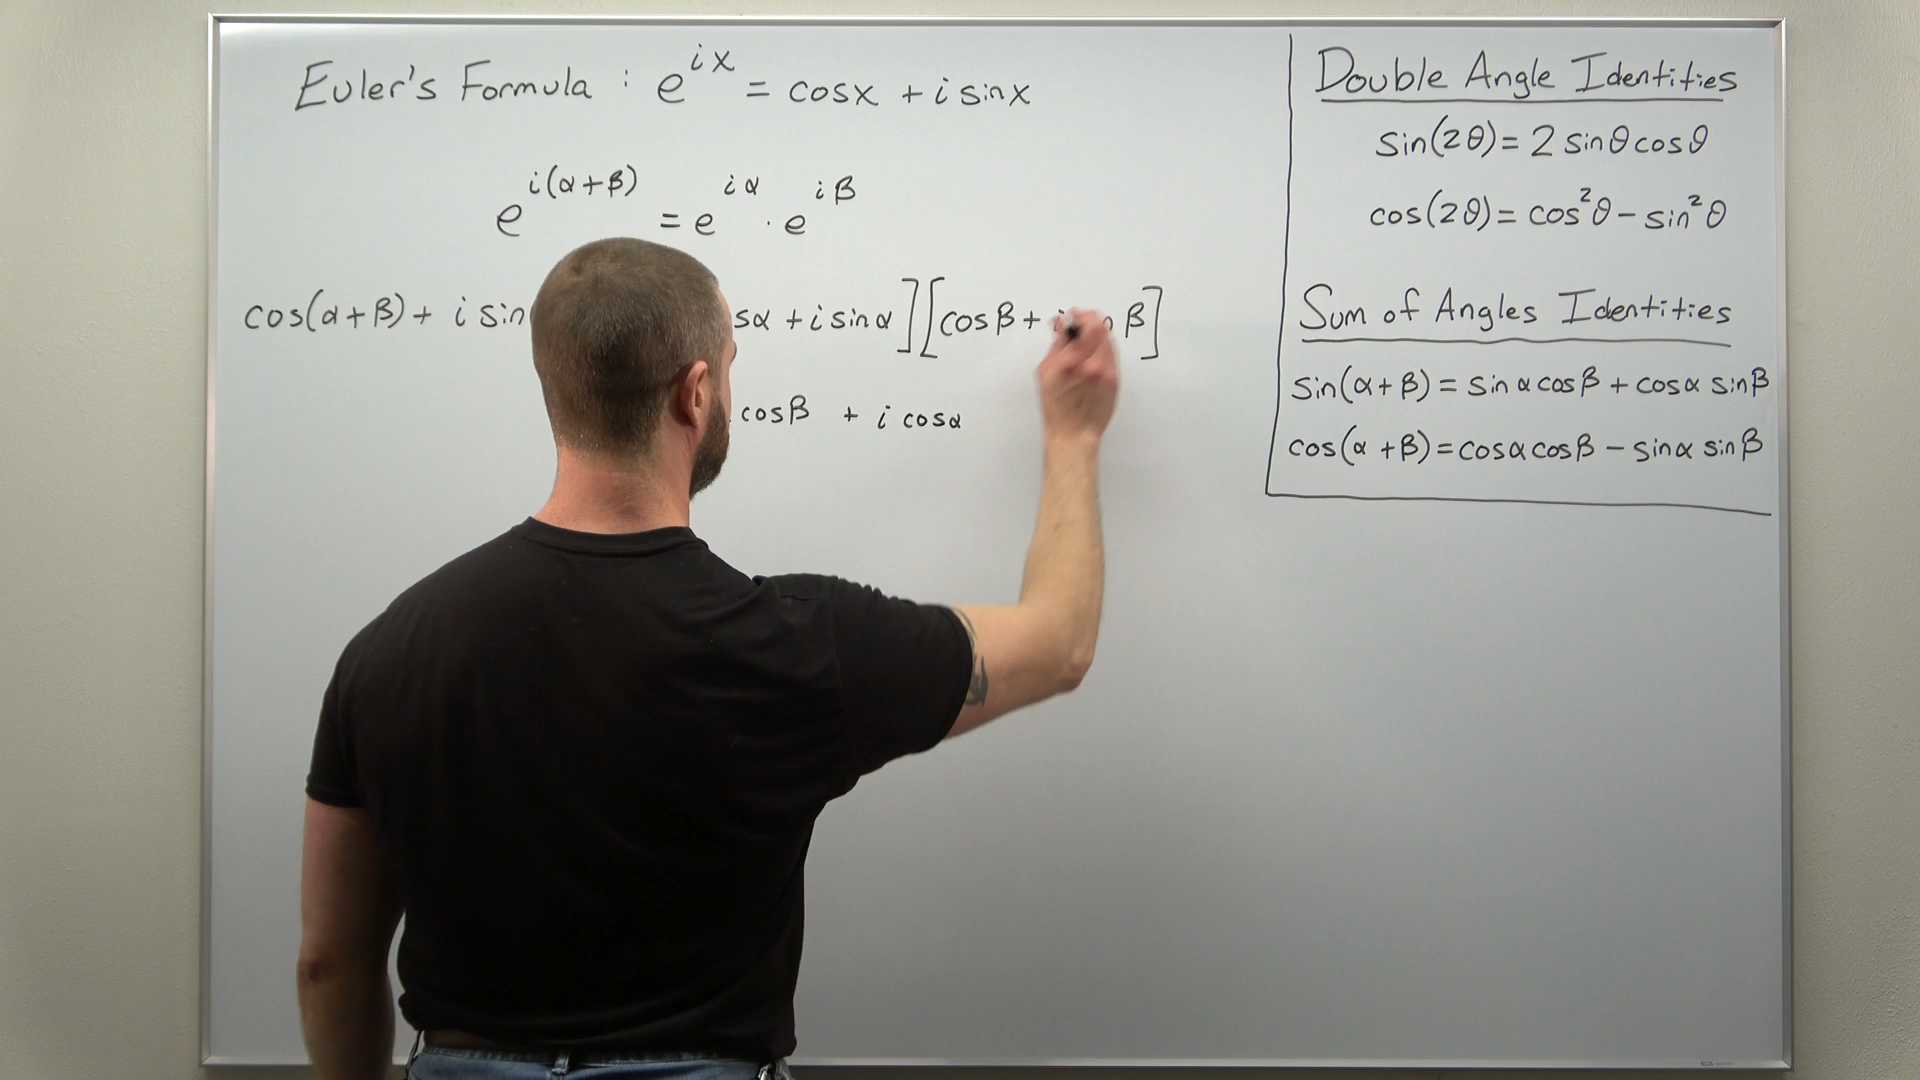 Euler's Formula : e^{ix} = cosx + i sinx
e^{i(α+β)} = e^{iα} · e^{iβ}
cos(α+β) + i sin sα + i sinα][cosβ + β]
cosβ + i cosα
Double Angle Identities
sin(2θ) = 2 sinθ cosθ
cos(2θ) = cos²θ − sin²θ
Sum of Angles Identities
sin(α+β) = sin α cosβ + cosα sinβ
cos(α+β) = cosα cosβ − sinα sinβ